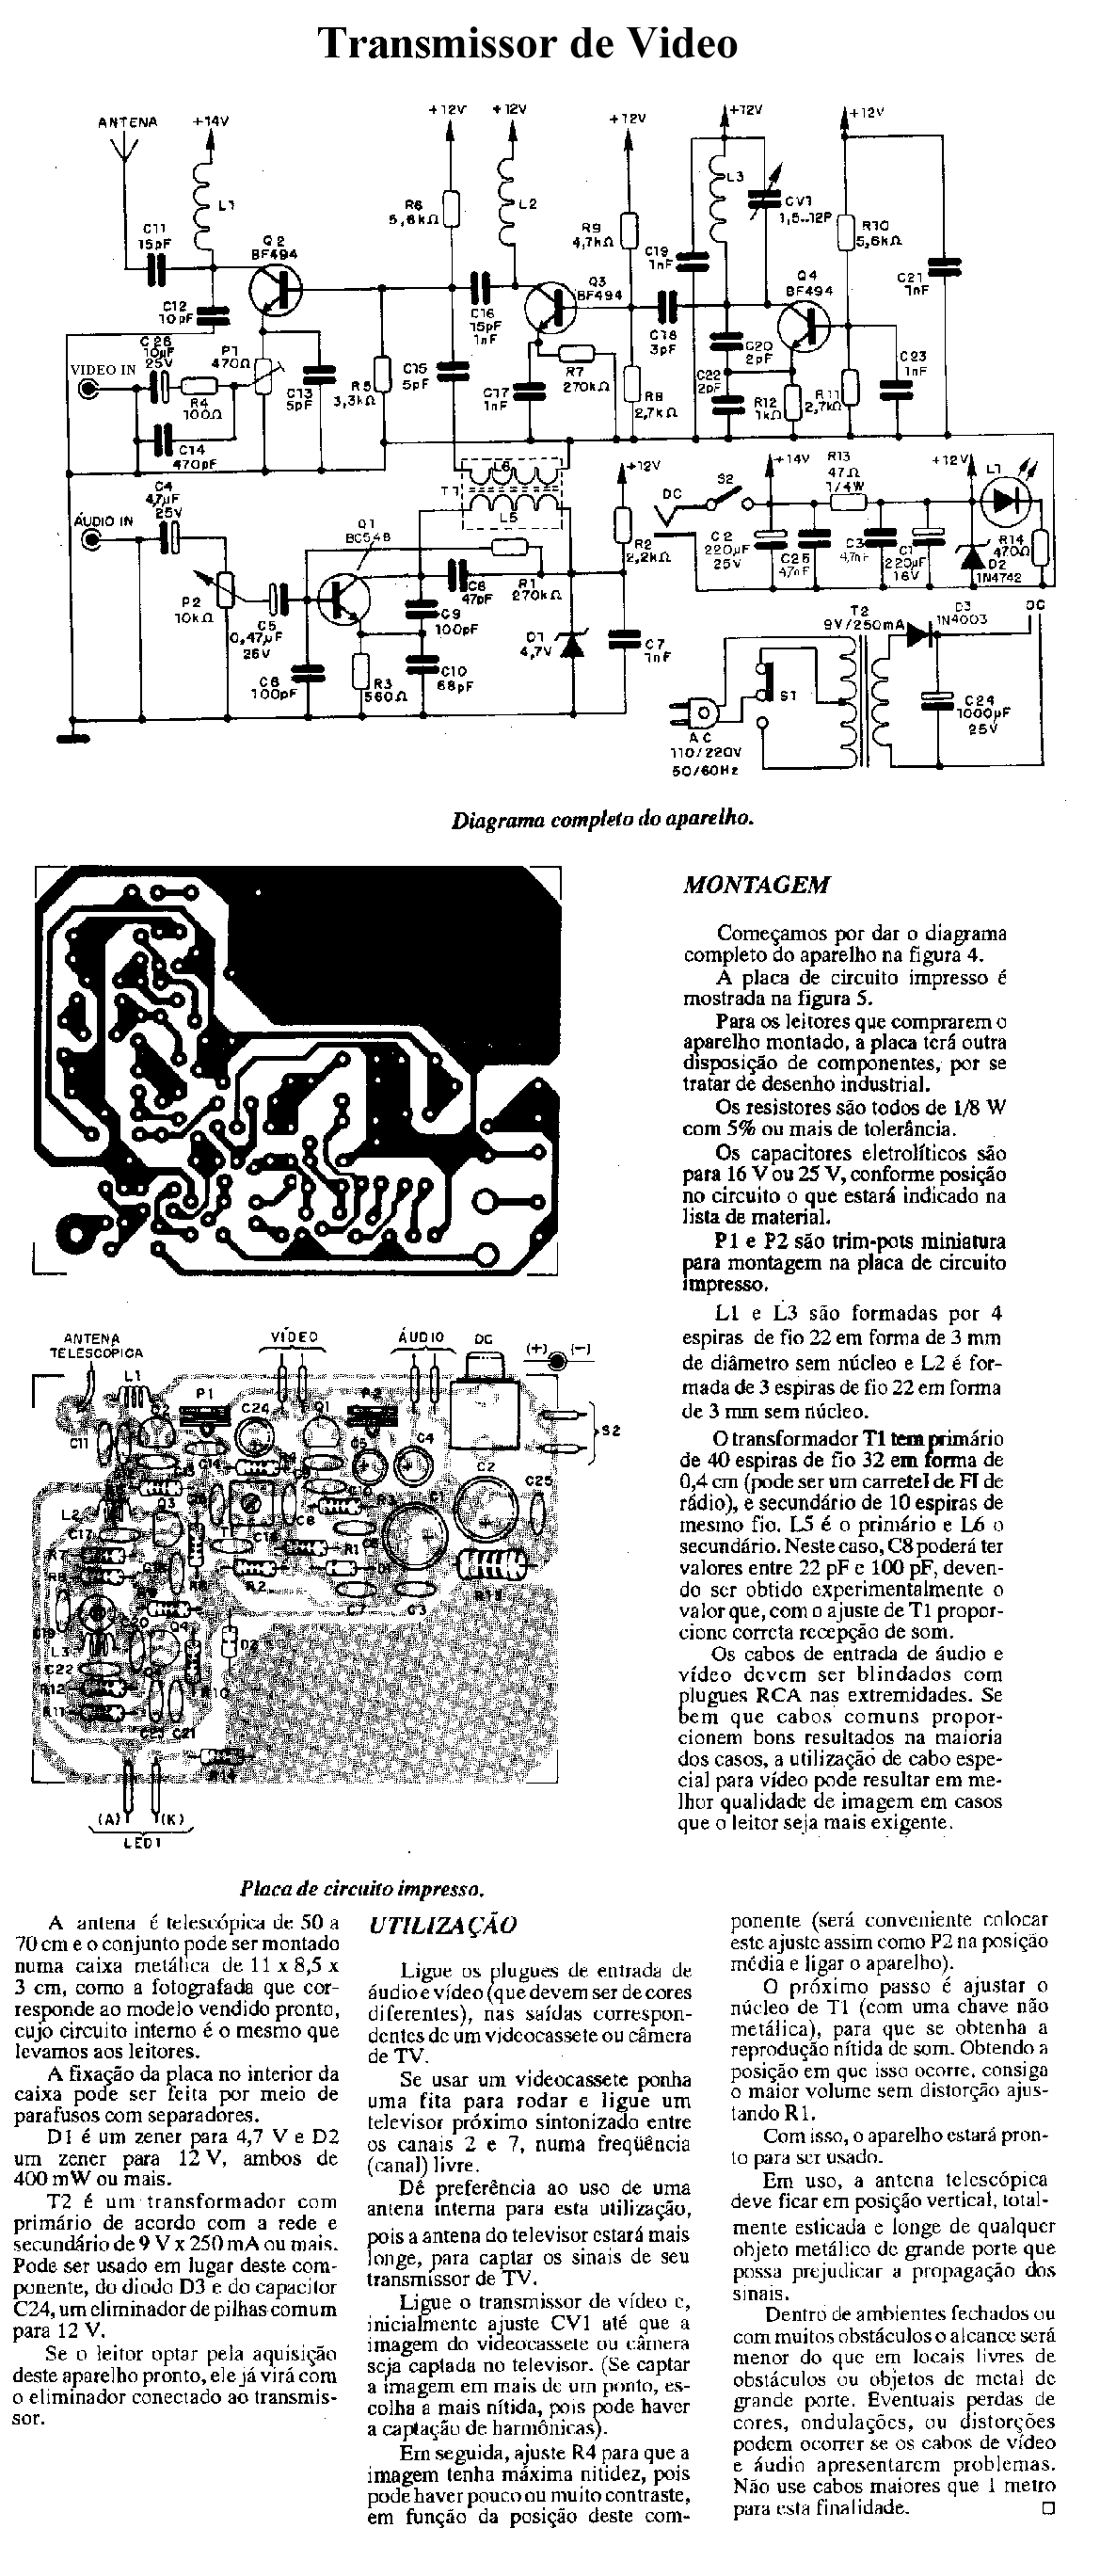 Transmissor de Video
ANTENA
+14V
+12V
+12V
+12V
+12V
+12V
L1
R6
5,6kΩ
L2
R9
4,7kΩ
L3
CV1
1,5..12P
R10
5,6kΩ
C11
15pF
Q2
BF494
C19
1nF
C21
1nF
Q3
BF494
Q4
BF494
C12
10pF
C16
15pF
1nF
C18
3pF
C20
2pF
C26
10µF
25V
P1
470Ω
VIDEO IN
R4
100Ω
C13
5pF
R5
3,3kΩ
C15
5pF
C17
1nF
R7
270kΩ
R8
2,7kΩ
C22
2pF
R12
1kΩ
R11
2,7kΩ
C23
1nF
C14
470pF
L6
T1
L5
+12V
DC
S2
+14V
R13
47Ω
1/4W
+12V
L1
C4
4,7µF
25V
ÁUDIO IN
Q1
BC548
R2
2,2kΩ
C2
220µF
25V
C25
47nF
C3
4,7nF
C1
220µF
16V
R14
470Ω
D2
1N4742
P2
10kΩ
C5
0,47µF
25V
C8
47pF
R1
270kΩ
C9
100pF
C6
100pF
R3
560Ω
C10
68pF
D1
4,7V
C7
1nF
T2
9V/250mA
D3
1N4003
DC
S1
C24
1000µF
25V
AC
110/220V
50/60Hz
Diagrama completo do aparelho.
MONTAGEM
Começamos por dar o diagrama
completo do aparelho na figura 4.
A placa de circuito impresso é
mostrada na figura 5.
Para os leitores que comprarem o
aparelho montado, a placa terá outra
disposição de componentes, por se
tratar de desenho industrial.
Os resistores são todos de 1/8 W
com 5% ou mais de tolerância.
Os capacitores eletrolíticos são
para 16 V ou 25 V, conforme posição
no circuito o que estará indicado na
lista de material.
P1 e P2 são trim-pots miniatura
para montagem na placa de circuito
impresso.
L1 e L3 são formadas por 4
espiras de fio 22 em forma de 3 mm
de diâmetro sem núcleo e L2 é for-
mada de 3 espiras de fio 22 em forma
de 3 mm sem núcleo.
O transformador T1 tem primário
de 40 espiras de fio 32 em forma de
0,4 cm (pode ser um carretel de FI de
rádio), e secundário de 10 espiras de
mesmo fio. L5 é o primário e L6 o
secundário. Neste caso, C8 poderá ter
valores entre 22 pF e 100 pF, deven-
do ser obtido experimentalmente o
valor que, com o ajuste de T1 propor-
cione correta recepção de som.
Os cabos de entrada de áudio e
vídeo devem ser blindados com
plugues RCA nas extremidades. Se
bem que cabos comuns propor-
cionem bons resultados na maioria
dos casos, a utilização de cabo espe-
cial para vídeo pode resultar em me-
lhor qualidade de imagem em casos
que o leitor seja mais exigente.
ANTENA
TELESCÓPICA
VÍDEO
ÁUDIO
DC
(+)
(-)
L1
P1
C24
Q1
C4
S2
C11
C14
C2
C25
L2
Q3
R3
C17
C8
R7
R1
R2
C7
C3
R13
Q4
L3
D2
C22
R12
R10
R11
C23
C21
R14
(A)
(K)
LED1
Placa de circuito impresso.
A antena é telescópica de 50 a
70 cm e o conjunto pode ser montado
numa caixa metálica de 11 x 8,5 x
3 cm, como a fotografada que cor-
responde ao modelo vendido pronto,
cujo circuito interno é o mesmo que
levamos aos leitores.
A fixação da placa no interior da
caixa pode ser feita por meio de
parafusos com separadores.
D1 é um zener para 4,7 V e D2
um zener para 12 V, ambos de
400 mW ou mais.
T2 é um transformador com
primário de acordo com a rede e
secundário de 9 V x 250 mA ou mais.
Pode ser usado em lugar deste com-
ponente, do diodo D3 e do capacitor
C24, um eliminador de pilhas comum
para 12 V.
Se o leitor optar pela aquisição
deste aparelho pronto, ele já virá com
o eliminador conectado ao transmis-
sor.
UTILIZAÇÃO
Ligue os plugues de entrada de
áudio e vídeo (que devem ser de cores
diferentes), nas saídas correspon-
dentes de um videocassete ou câmera
de TV.
Se usar um videocassete ponha
uma fita para rodar e ligue um
televisor próximo sintonizado entre
os canais 2 e 7, numa freqüência
(canal) livre.
Dê preferência ao uso de uma
antena interna para esta utilização,
pois a antena do televisor estará mais
longe, para captar os sinais de seu
transmissor de TV.
Ligue o transmissor de vídeo e,
inicialmente ajuste CV1 até que a
imagem do videocassete ou câmera
seja captada no televisor. (Se captar
a imagem em mais de um ponto, es-
colha a mais nítida, pois pode haver
a captação de harmônicas).
Em seguida, ajuste R4 para que a
imagem tenha máxima nitidez, pois
pode haver pouco ou muito contraste,
em função da posição deste com-
ponente (será conveniente colocar
este ajuste assim como P2 na posição
média e ligar o aparelho).
O próximo passo é ajustar o
núcleo de T1 (com uma chave não
metálica), para que se obtenha a
reprodução nítida de som. Obtendo a
posição em que isso ocorre, consiga
o maior volume sem distorção ajus-
tando R1.
Com isso, o aparelho estará pron-
to para ser usado.
Em uso, a antena telescópica
deve ficar em posição vertical, total-
mente esticada e longe de qualquer
objeto metálico de grande porte que
possa prejudicar a propagação dos
sinais.
Dentro de ambientes fechados ou
com muitos obstáculos o alcance será
menor do que em locais livres de
obstáculos ou objetos de metal de
grande porte. Eventuais perdas de
cores, ondulações, ou distorções
podem ocorrer se os cabos de vídeo
e áudio apresentarem problemas.
Não use cabos maiores que 1 metro
para esta finalidade.